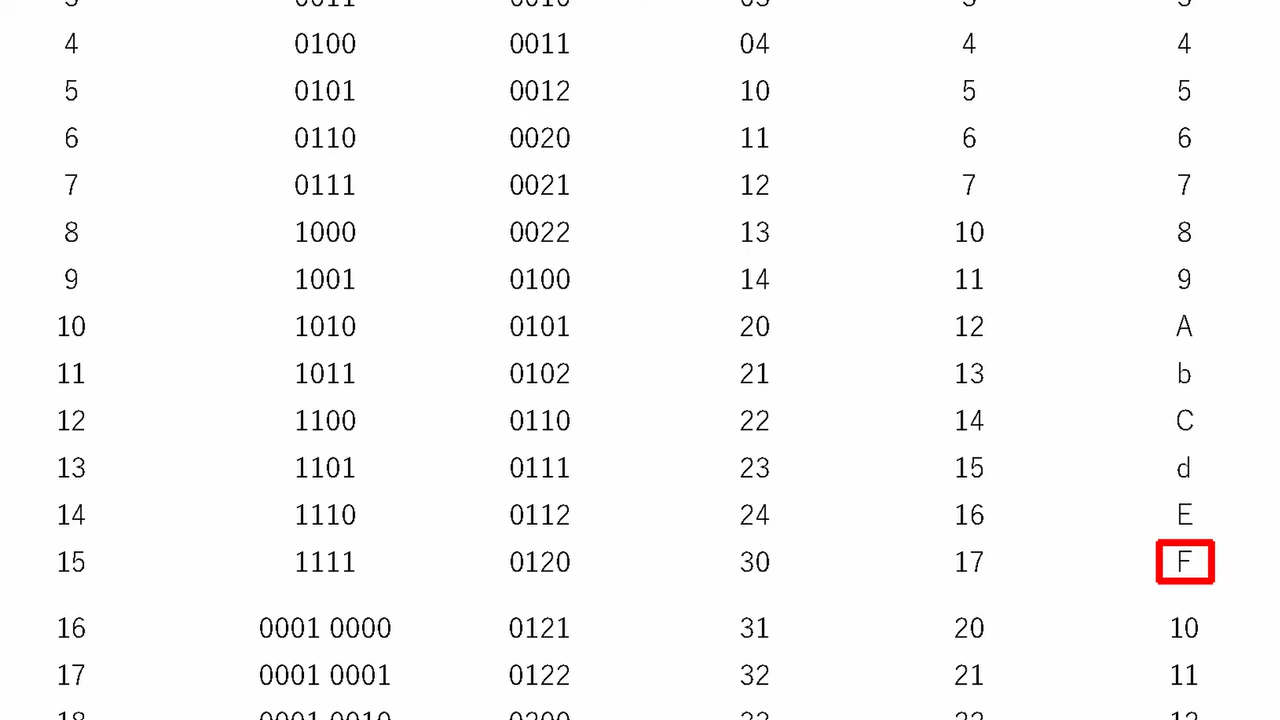 4 0100 0011 04 4 4
5 0101 0012 10 5 5
6 0110 0020 11 6 6
7 0111 0021 12 7 7
8 1000 0022 13 10 8
9 1001 0100 14 11 9
10 1010 0101 20 12 A
11 1011 0102 21 13 b
12 1100 0110 22 14 C
13 1101 0111 23 15 d
14 1110 0112 24 16 E
15 1111 0120 30 17 F
16 0001 0000 0121 31 20 10
17 0001 0001 0122 32 21 11